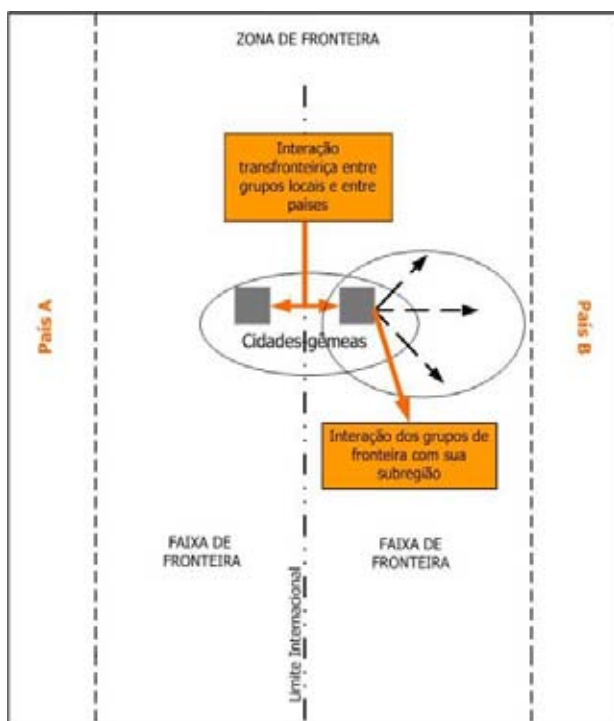 ZONA DE FRONTEIRA
Interação
transfronteiriça entre
grupos locais e entre
países
País A
País B
Cidades-gêmeas
Interação dos grupos de
fronteira com sua
subregião
FAIXA DE
FRONTEIRA
FAIXA DE
FRONTEIRA
Limite Internacional